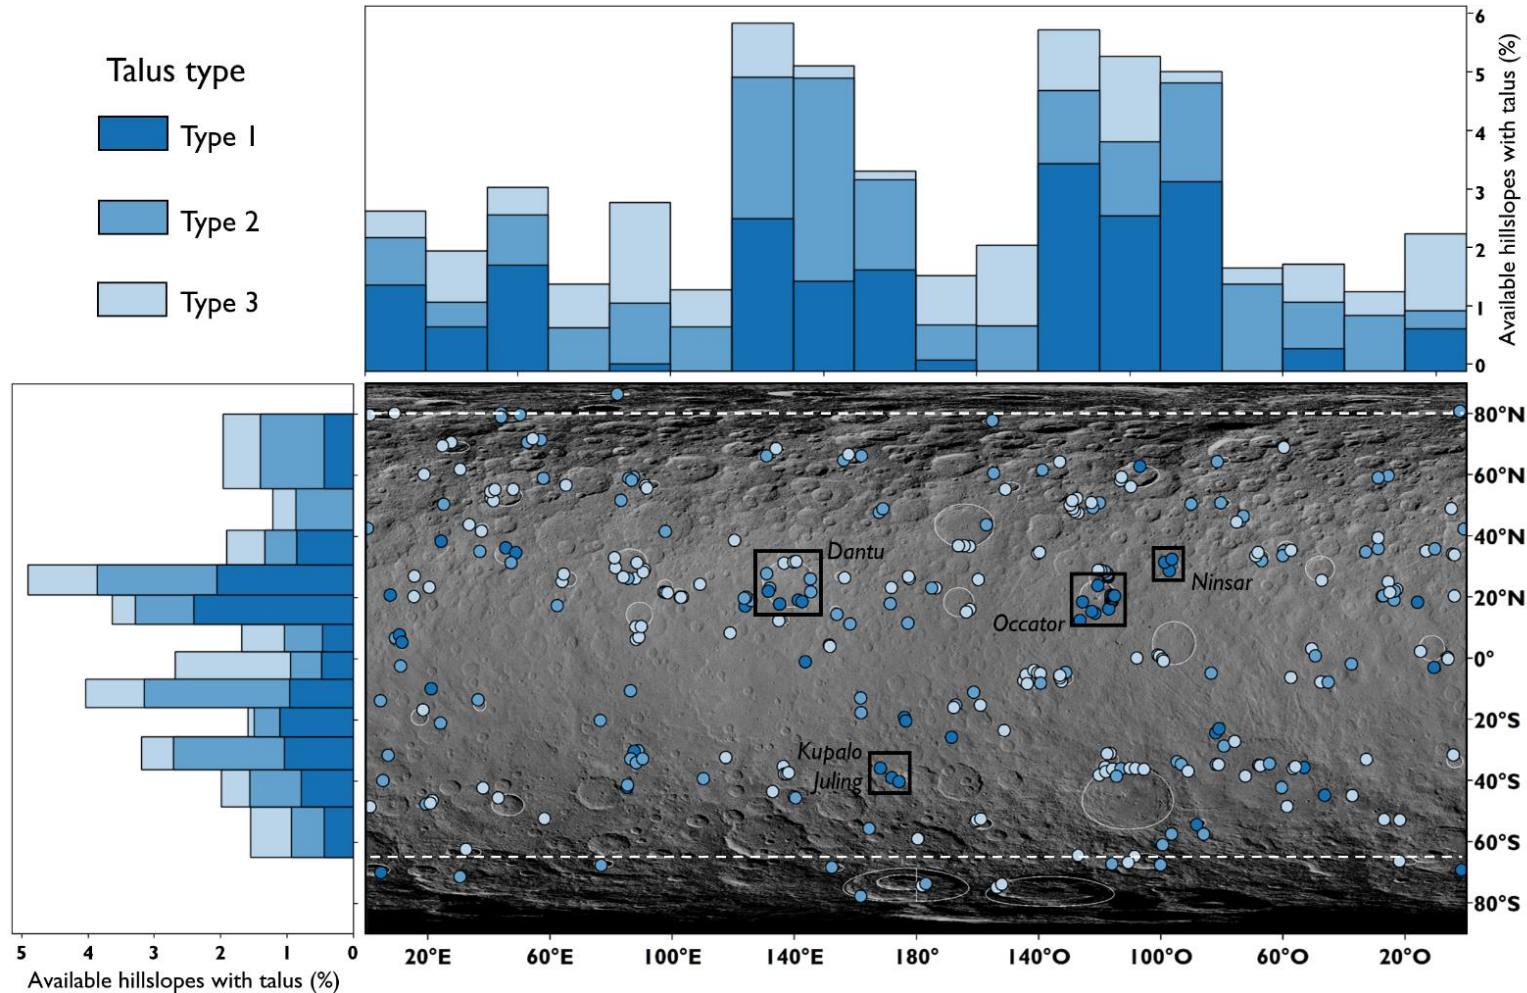 Talus type
Type 1
Type 2
Type 3
6
5
4
3
2
1
0
Available hillslopes with talus (%)
80°N
60°N
40°N
20°N
0°
20°S
40°S
60°S
80°S
Dantu
Ninsar
Occator
Kupalo
Juling
5 4 3 2 1 0
Available hillslopes with talus (%)
20°E 60°E 100°E 140°E 180° 140°O 100°O 60°O 20°O